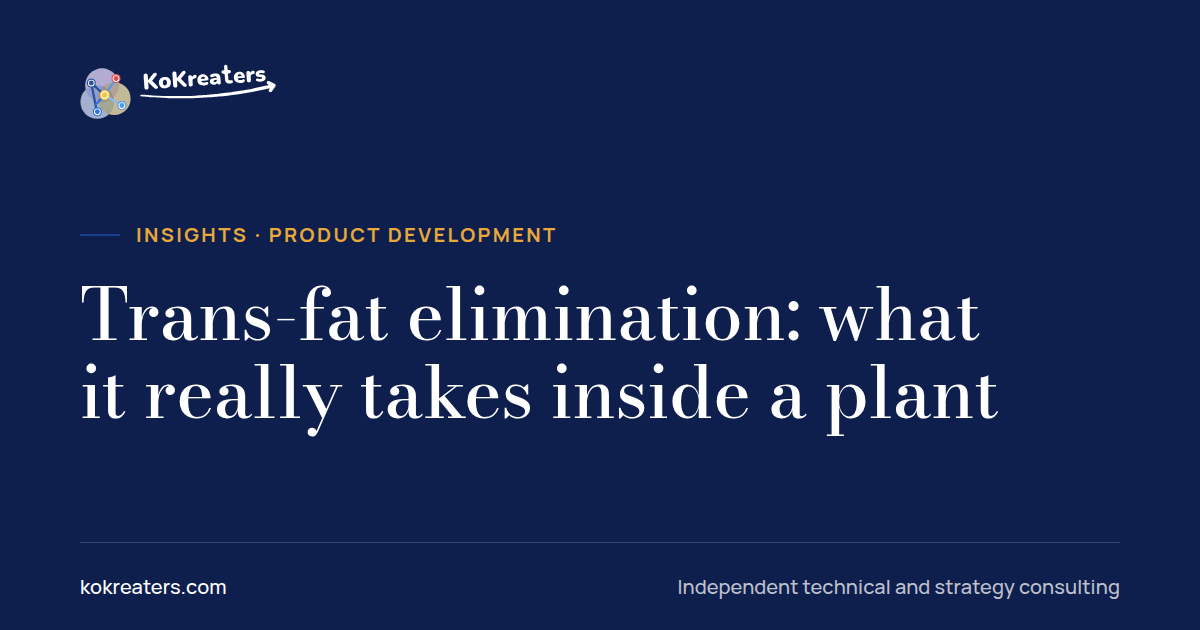 KoKreaters
INSIGHTS · PRODUCT DEVELOPMENT
Trans-fat elimination: what
it really takes inside a plant
kokreaters.com
Independent technical and strategy consulting